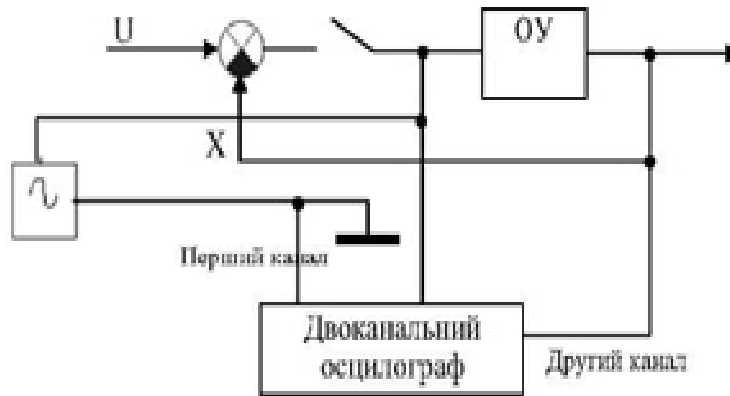 U
ОУ
X
Перший канал
Двоканальний
осцилограф
Другий канал